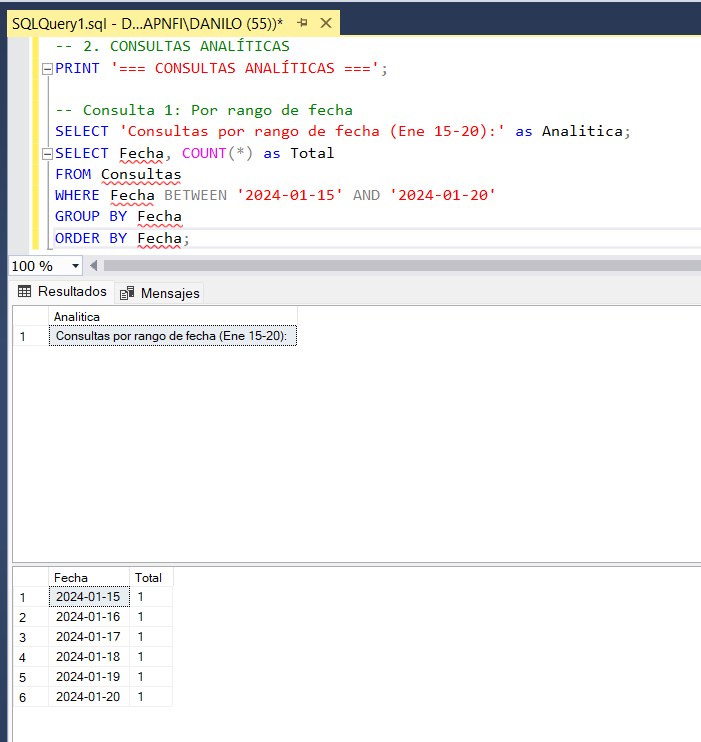 SQLQuery1.sql - D...APNFI\DANILO (55))*
-- 2. CONSULTAS ANALÍTICAS
PRINT '=== CONSULTAS ANALÍTICAS ===';
-- Consulta 1: Por rango de fecha
SELECT 'Consultas por rango de fecha (Ene 15-20):' as Analitica;
SELECT Fecha, COUNT(*) as Total
FROM Consultas
WHERE Fecha BETWEEN '2024-01-15' AND '2024-01-20'
GROUP BY Fecha
ORDER BY Fecha;
100 %
Resultados Mensajes
Analitica
1 Consultas por rango de fecha (Ene 15-20):
Fecha Total
1 2024-01-15 1
2 2024-01-16 1
3 2024-01-17 1
4 2024-01-18 1
5 2024-01-19 1
6 2024-01-20 1